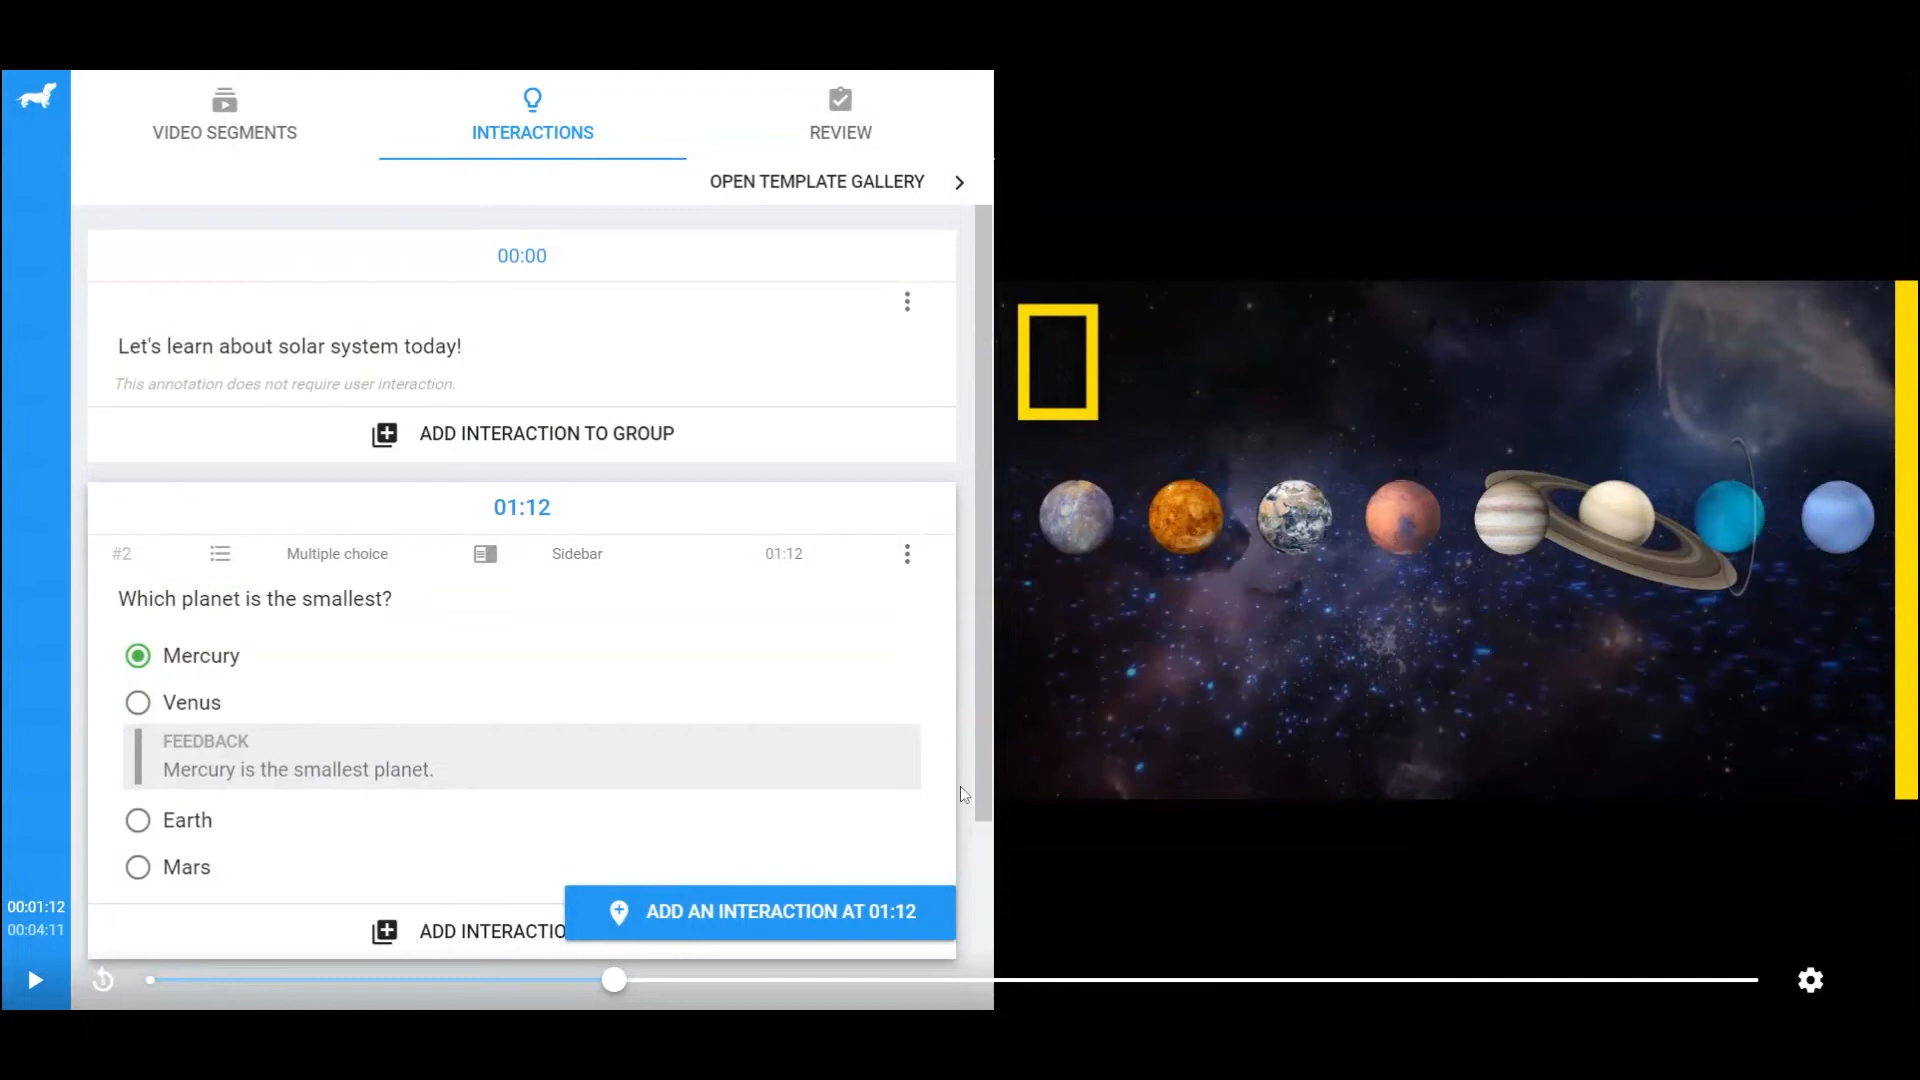 VIDEO SEGMENTS
INTERACTIONS
REVIEW
OPEN TEMPLATE GALLERY
00:00
Let's learn about solar system today!
This annotation does not require user interaction.
ADD INTERACTION TO GROUP
01:12
#2 Multiple choice Sidebar 01:12
Which planet is the smallest?
Mercury
Venus
FEEDBACK
Mercury is the smallest planet.
Earth
Mars
ADD INTERACTIO
ADD AN INTERACTION AT 01:12
00:01:12
00:04:11
5